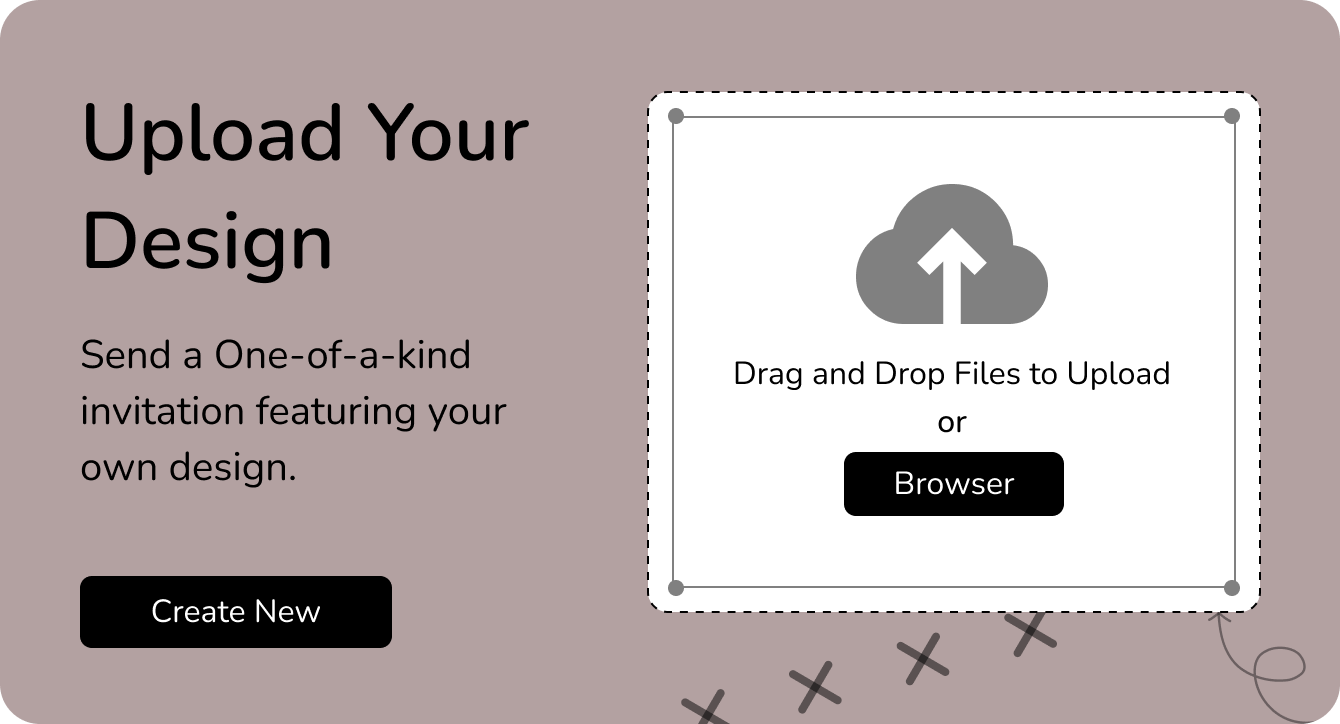 Upload Your
Design
Send a One-of-a-kind
invitation featuring your
own design.
Create New
Drag and Drop Files to Upload
or
Browser